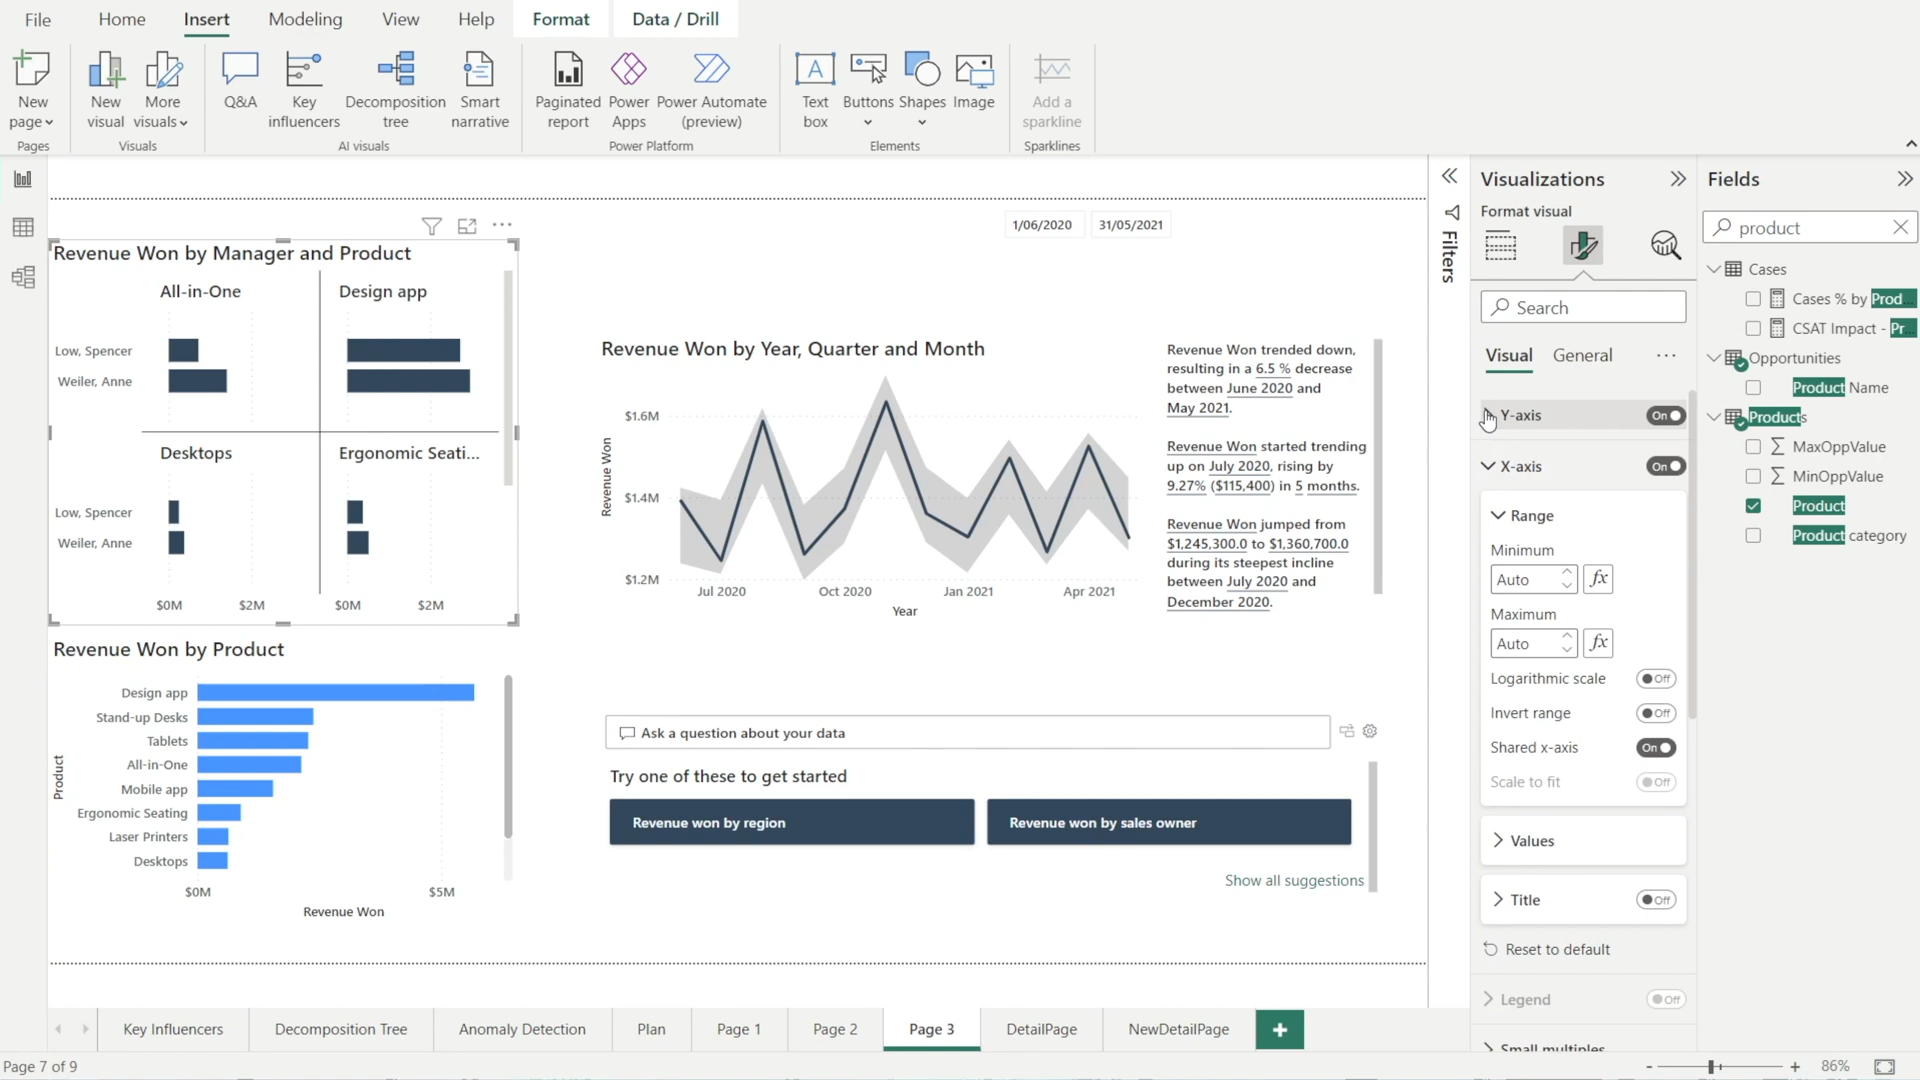 File
Home
Insert
Modeling
View
Help
Format
Data / Drill
New page
New visual
More visuals
Q&A
Key influencers
Decomposition tree
Smart narrative
Paginated report
Power Apps
Power Automate (preview)
Text box
Buttons
Shapes
Image
Add a sparkline
Pages
Visuals
AI visuals
Power Platform
Elements
Sparklines
Revenue Won by Manager and Product
All-in-One
Design app
Low, Spencer
Weiler, Anne
Desktops
Ergonomic Seati...
Low, Spencer
Weiler, Anne
$0M
$2M
$0M
$2M
Revenue Won by Product
Product
Design app
Stand-up Desks
Tablets
All-in-One
Mobile app
Ergonomic Seating
Laser Printers
Desktops
$0M
$5M
Revenue Won
1/06/2020
31/05/2021
Revenue Won by Year, Quarter and Month
Revenue Won
$1.6M
$1.4M
$1.2M
Jul 2020
Oct 2020
Jan 2021
Apr 2021
Year
Revenue Won trended down,
resulting in a 6.5 % decrease
between June 2020 and
May 2021.
Revenue Won started trending
up on July 2020, rising by
9.27% ($115,400) in 5 months.
Revenue Won jumped from
$1,245,300.0 to $1,360,700.0
during its steepest incline
between July 2020 and
December 2020.
Ask a question about your data
Try one of these to get started
Revenue won by region
Revenue won by sales owner
Show all suggestions
Filters
Visualizations
Format visual
Search
Visual
General
...
Y-axis
On
X-axis
On
Range
Minimum
Auto
fx
Maximum
Auto
fx
Logarithmic scale
Off
Invert range
Off
Shared x-axis
On
Scale to fit
Off
Values
Title
Off
Reset to default
Legend
Off
Small multiples
Fields
product
Cases
Cases % by Prod...
CSAT Impact - Pr
Opportunities
Product Name
Products
MaxOppValue
MinOppValue
Product
Product category
Key Influencers
Decomposition Tree
Anomaly Detection
Plan
Page 1
Page 2
Page 3
DetailPage
NewDetailPage
+
Page 7 of 9
-
+
86%